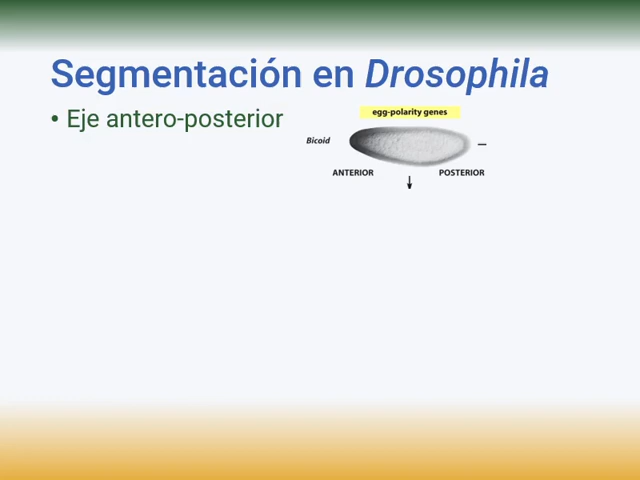 Segmentación en Drosophila
• Eje antero-posterior
egg-polarity genes
Bicoid
ANTERIOR
POSTERIOR